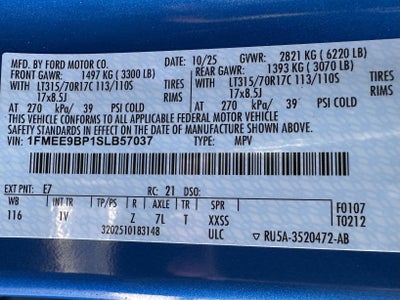 MFD. BY FORD MOTOR CO. 10/25 GVWR: 2821 KG ( 6220 LB)
FRONT GAWR: 1497 KG ( 3300 LB) REAR GAWR: 1393 KG ( 3070 LB)
WITH WITH
LT315/70R17C 113/110S TIRES LT315/70R17C 113/110S TIRES
17x8.5J RIMS 17x8.5J RIMS
AT 270 kPa/ 39 PSI COLD AT 270 kPa/ 39 PSI COLD
THIS VEHICLE CONFORMS TO ALL APPLICABLE FEDERAL MOTOR VEHICLE
SAFETY AND THEFT PREVENTION STANDARDS IN EFFECT ON THE DATE OF
MANUFACTURE SHOWN ABOVE.
VIN: 1FMEE9BP1SLB57037 TYPE: MPV
EXT PNT: E7 RC: 21 DSO:
WB INT TR TP/PS R AXLE TR SPR F0107
116 1V Z 7L T XXSS T0212
3202510183148 ULC ▽ RU5A-3520472-AB